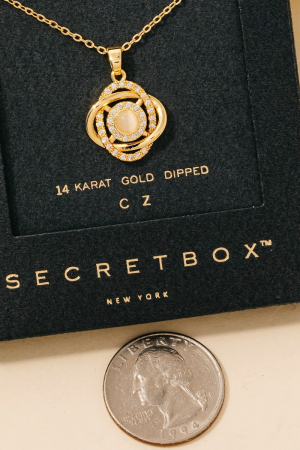 14 KARAT GOLD DIPPED
C Z
SECRETBOX™
NEW YORK
LIBERTY
1994